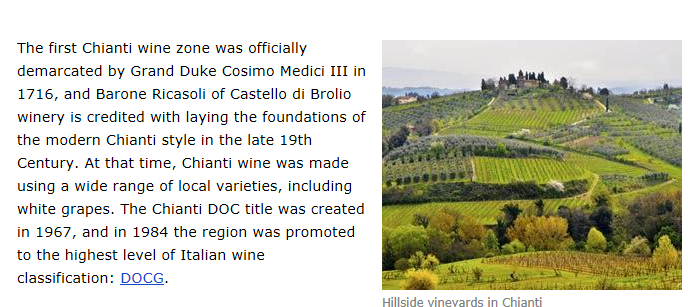 The first Chianti wine zone was officially
demarcated by Grand Duke Cosimo Medici III in
1716, and Barone Ricasoli of Castello di Brolio
winery is credited with laying the foundations of
the modern Chianti style in the late 19th
Century. At that time, Chianti wine was made
using a wide range of local varieties, including
white grapes. The Chianti DOC title was created
in 1967, and in 1984 the region was promoted
to the highest level of Italian wine
classification: DOCG.
Hillside vineyards in Chianti